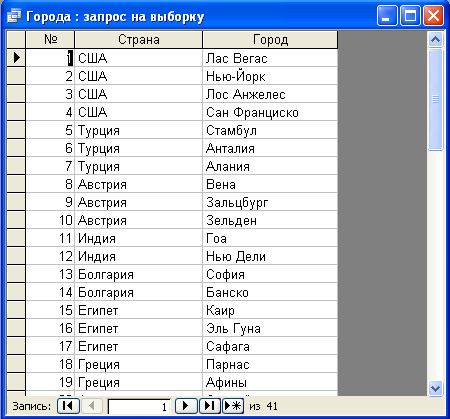 Города : запрос на выборку
№ Страна Город
1 США Лас Вегас
2 США Нью-Йорк
3 США Лос Анжелес
4 США Сан Франциско
5 Турция Стамбул
6 Турция Анталия
7 Турция Алания
8 Австрия Вена
9 Австрия Зальцбург
10 Австрия Зельден
11 Индия Гоа
12 Индия Нью Дели
13 Болгария София
14 Болгария Банско
15 Египет Каир
16 Египет Эль Гуна
17 Египет Сафага
18 Греция Парнас
19 Греция Афины
Запись: 1 из 41